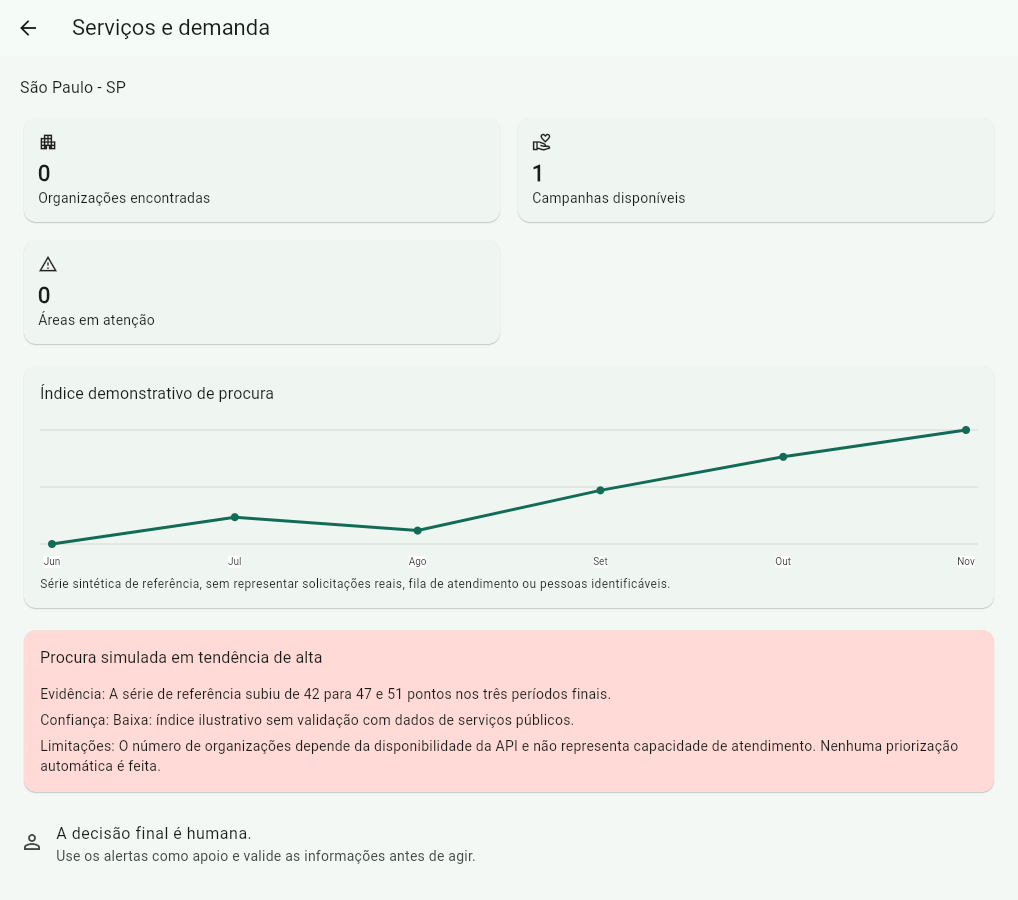 Serviços e demanda
São Paulo - SP
0
Organizações encontradas
1
Campanhas disponíveis
0
Áreas em atenção
Índice demonstrativo de procura
Jun Jul Ago Set Out Nov
Série sintética de referência, sem representar solicitações reais, fila de atendimento ou pessoas identificáveis.
Procura simulada em tendência de alta
Evidência: A série de referência subiu de 42 para 47 e 51 pontos nos três períodos finais.
Confiança: Baixa: índice ilustrativo sem validação com dados de serviços públicos.
Limitações: O número de organizações depende da disponibilidade da API e não representa capacidade de atendimento. Nenhuma priorização
automática é feita.
A decisão final é humana.
Use os alertas como apoio e valide as informações antes de agir.